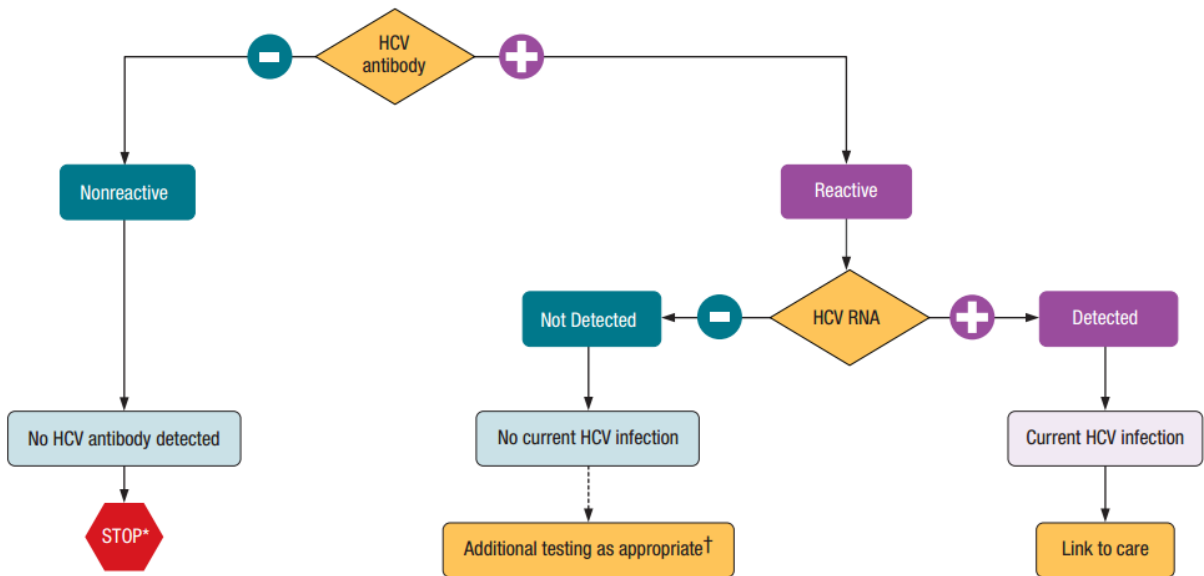 HCV
antibody
Nonreactive
Reactive
Not Detected
HCV RNA
Detected
No HCV antibody detected
No current HCV infection
Current HCV infection
STOP*
Additional testing as appropriate†
Link to care